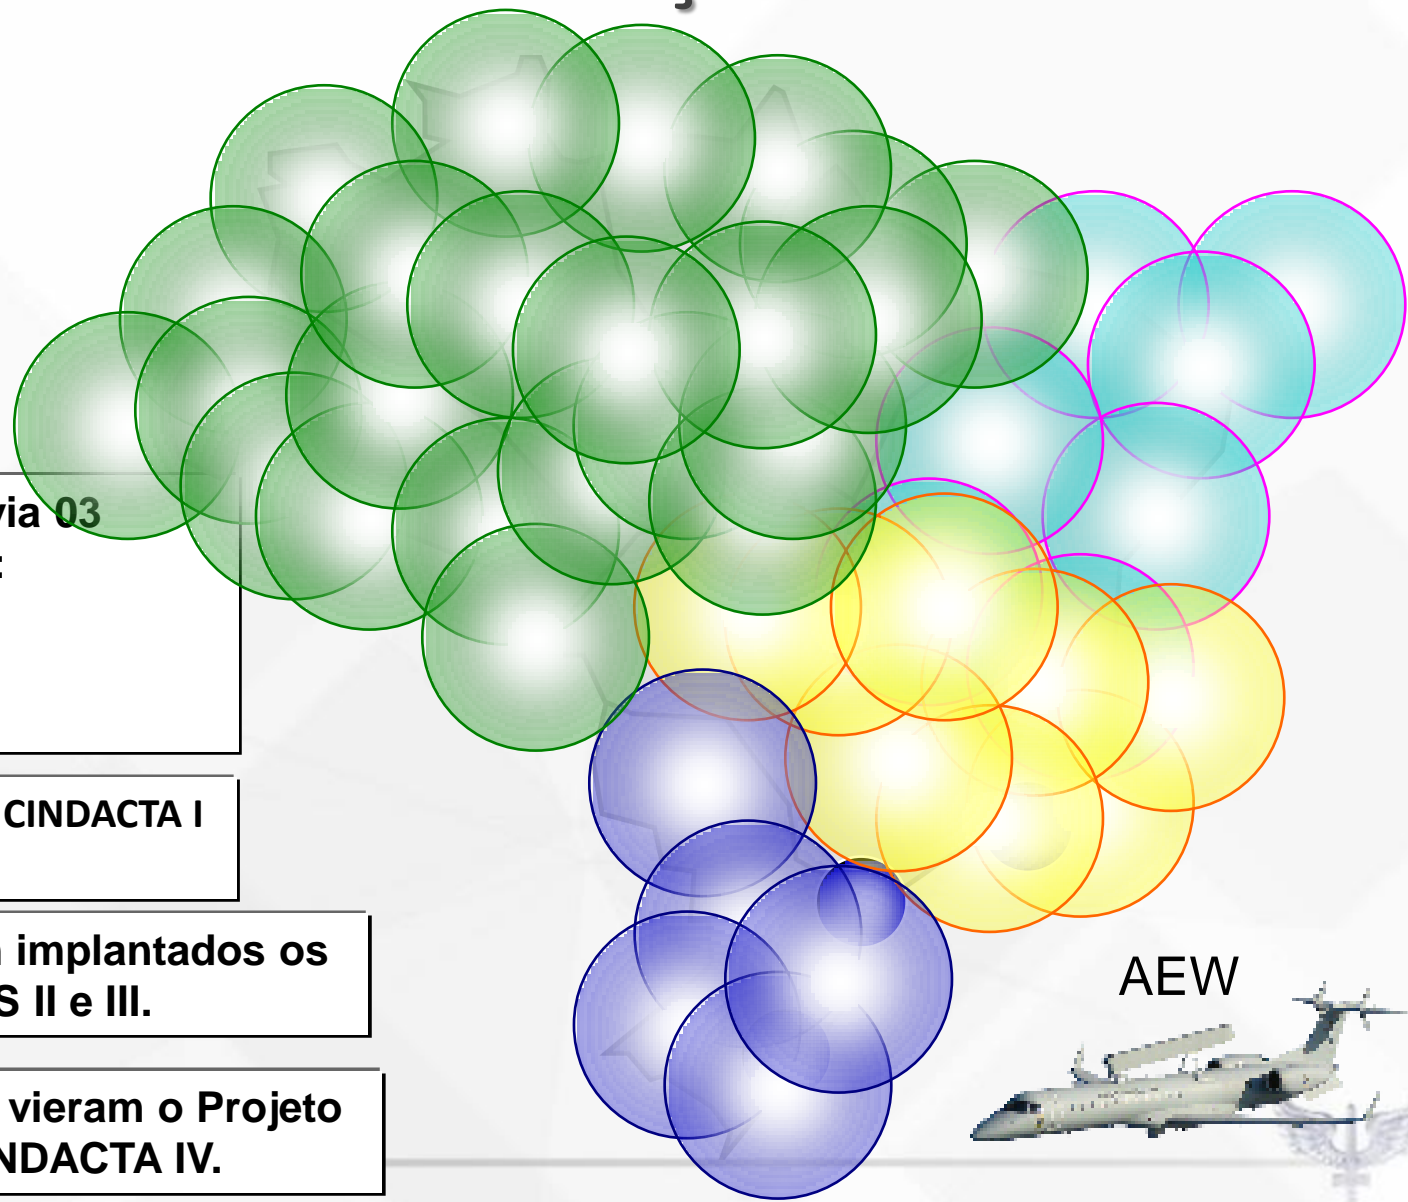 via 03
:
CINDACTA I
implantados os
S II e III.
vieram o Projeto
NDACTA IV.
AEW